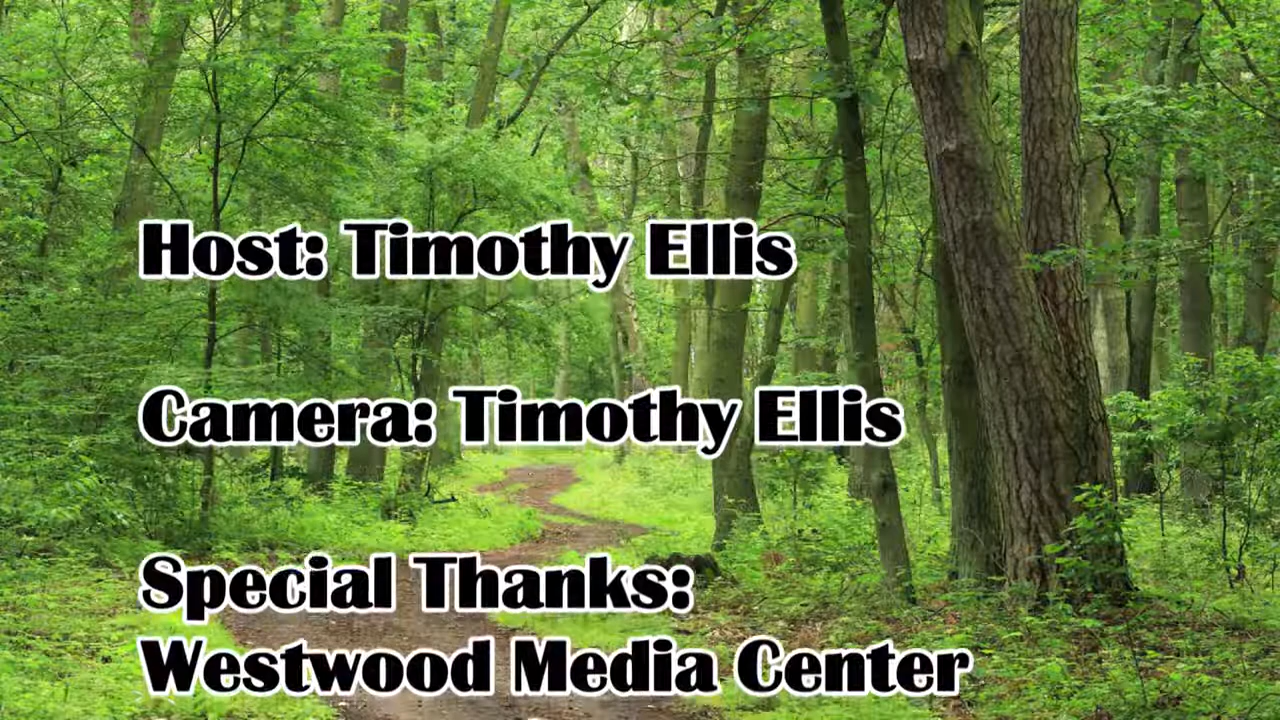 Host: Timothy Ellis
Camera: Timothy Ellis
Special Thanks:
Westwood Media Center